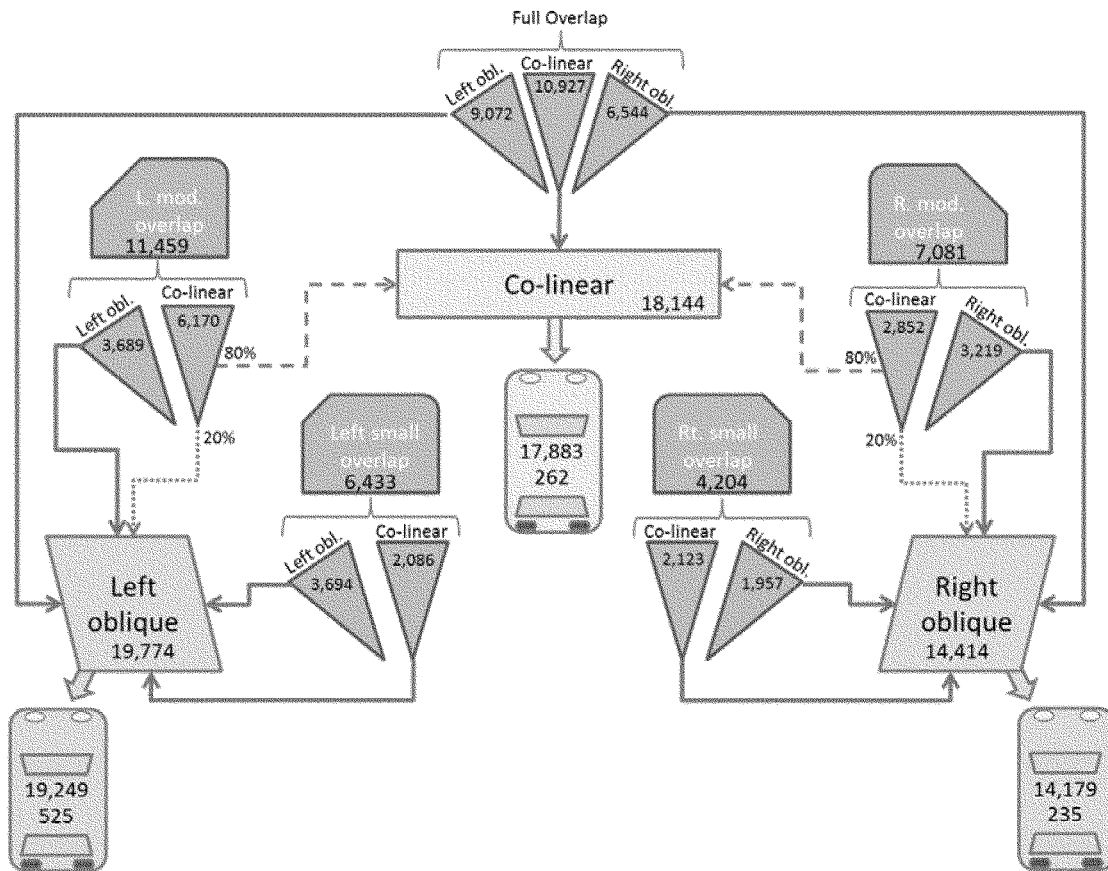 Full Overlap
Left obl.
Co-linear
Right obl.
9,072
10,927
6,544
L. mod.
overlap
11,459
R. mod.
overlap
7,081
Co-linear
18,144
Left obl.
Co-linear
3,689
6,170
80%
20%
Co-linear
Right obl.
2,852
3,219
80%
20%
Left small
overlap
6,433
17,883
262
Rt. small
overlap
4,204
Left obl.
Co-linear
3,694
2,086
Co-linear
Right obl.
2,123
1,957
Left
oblique
19,774
Right
oblique
14,414
19,249
525
14,179
235